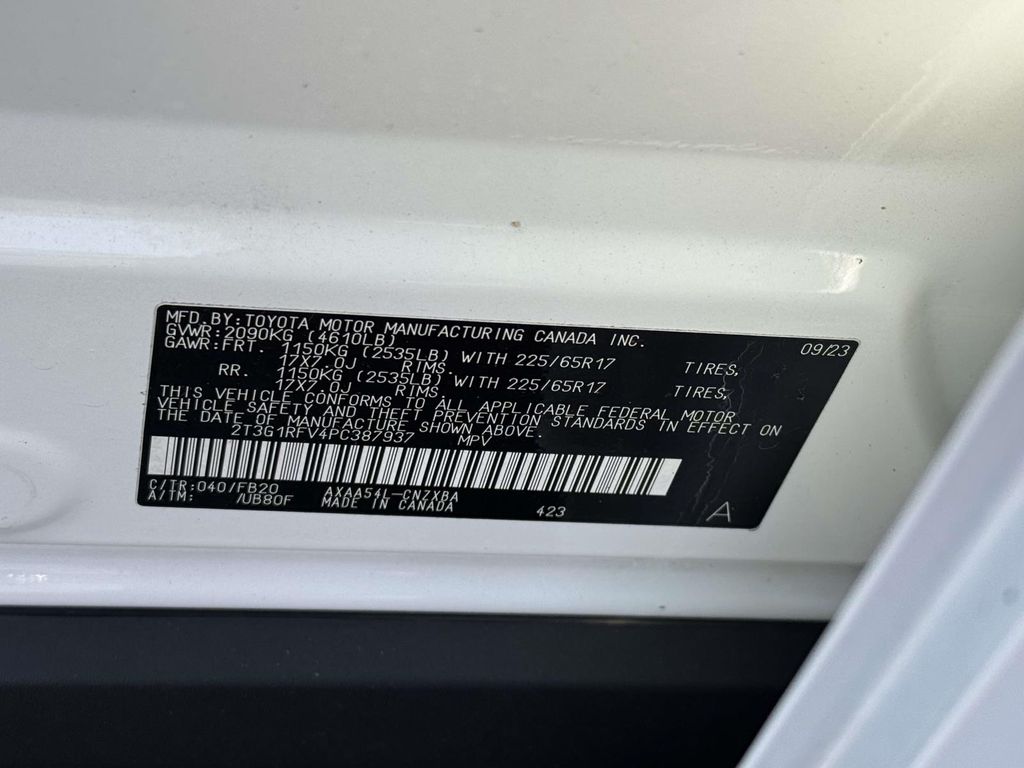 MFD.BY:TOYOTA MOTOR MANUFACTURING CANADA INC. 09/23
GVWR:2090KG (4610LB)
GAWR:FRT. 1150KG (2535LB) WITH 225/65R17 TIRES,
17X7.0J RIMS.
RR. 1150KG (2535LB) WITH 225/65R17 TIRES,
17X7.0J RIMS.
THIS VEHICLE CONFORMS TO ALL APPLICABLE FEDERAL MOTOR
VEHICLE SAFETY AND THEFT PREVENTION STANDARDS IN EFFECT ON
THE DATE OF MANUFACTURE SHOWN ABOVE.
2T3G1RFV4PC387937 MPV
C/TR:040/FB20 AXAA54L-CNZXBA
A/TM: /UB80F MADE IN CANADA 423 A